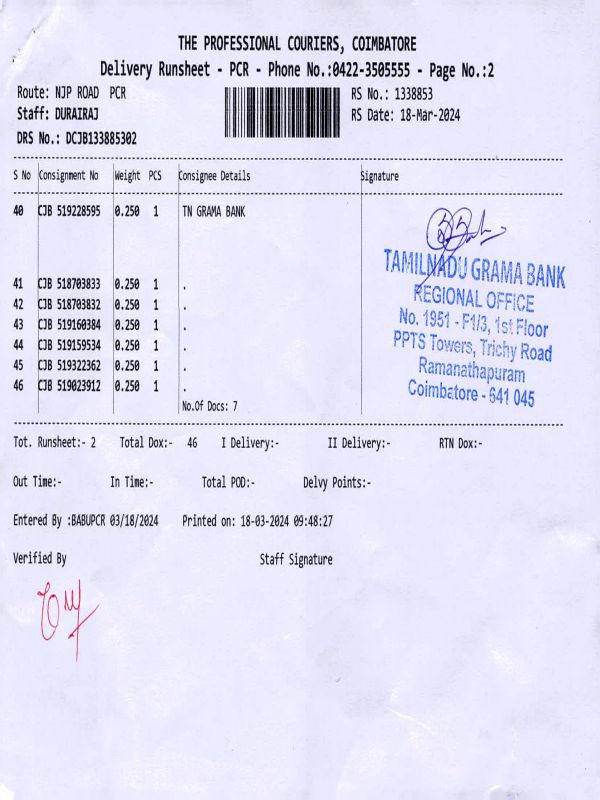 THE PROFESSIONAL COURIERS, COIMBATORE
Delivery Runsheet - PCR - Phone No.:0422-3505555 - Page No.:2
Route: NJP ROAD PCR
RS No.: 1338853
Staff: DURAIRAJ
RS Date: 18-Mar-2024
DRS No.: DCJB133885302
S No Consignment No Weight PCS Consignee Details Signature
40 CJB 519228595 0.250 1 TN GRAMA BANK
41 CJB 518703833 0.250 1 .
42 CJB 518703832 0.250 1 .
43 CJB 519160384 0.250 1 .
44 CJB 519159534 0.250 1 .
45 CJB 519322362 0.250 1 .
46 CJB 519023912 0.250 1 .
No.Of Docs: 7
TAMILNADU GRAMA BANK
REGIONAL OFFICE
No. 1951 - F1/3, 1st Floor
PPTS Towers, Trichy Road
Ramanathapuram
Coimbatore - 641 045
Tot. Runsheet:- 2 Total Dox:- 46 I Delivery:- II Delivery:- RTN Dox:-
Out Time:- In Time:- Total POD:- Delvy Points:-
Entered By :BABUPCR 03/18/2024 Printed on: 18-03-2024 09:48:27
Verified By Staff Signature